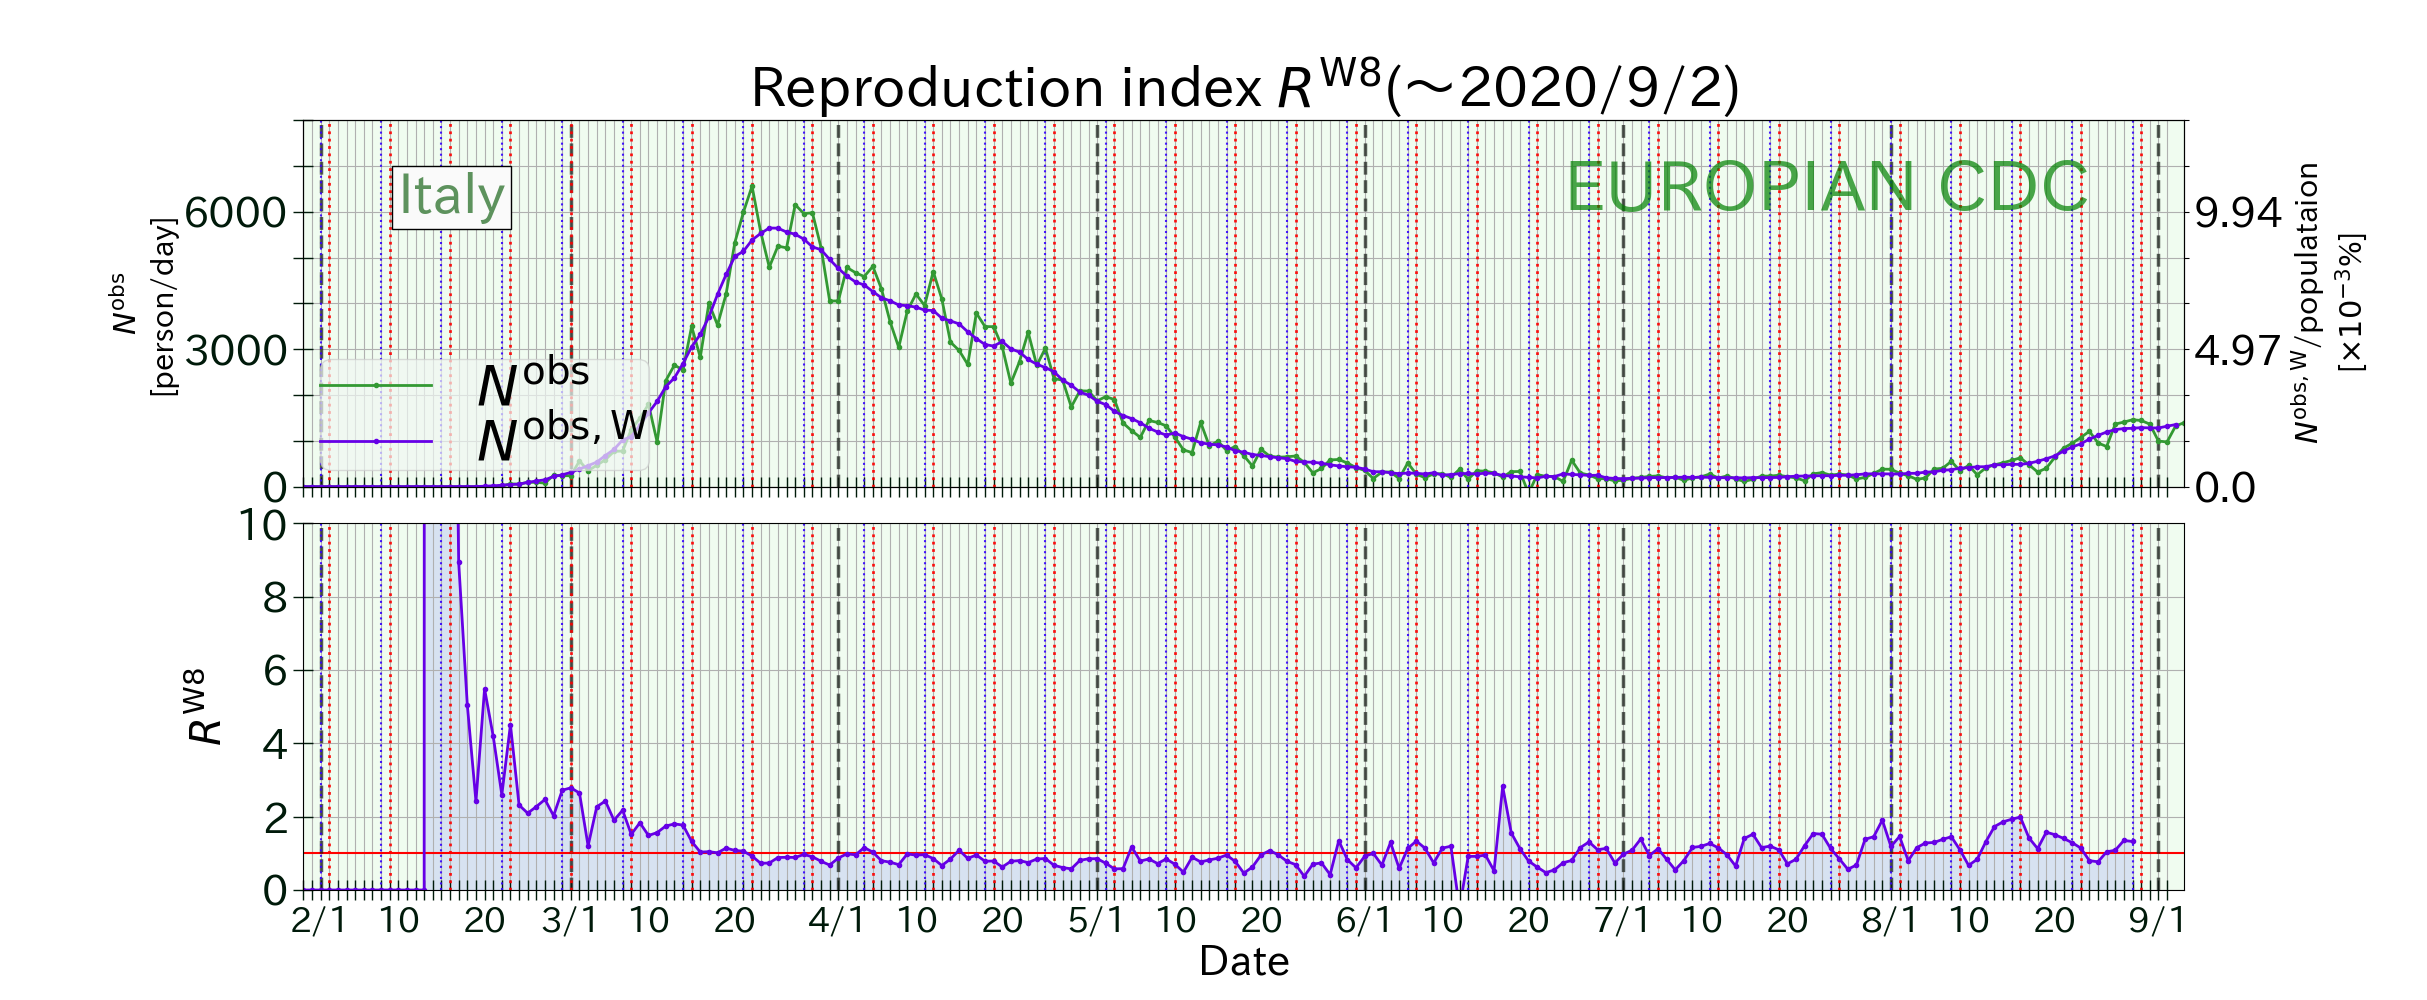 Reproduction index R^W8(～2020/9/2)
Italy
EUROPIAN CDC
N^obs
[person/day]
6000
3000
0
N^obs
N^obs, W
9.94
4.97
0.0
N^obs, W/populataion
[×10^−3%]
R^W8
10
8
6
4
2
0
2/1 10 20 3/1 10 20 4/1 10 20 5/1 10 20 6/1 10 20 7/1 10 20 8/1 10 20 9/1
Date